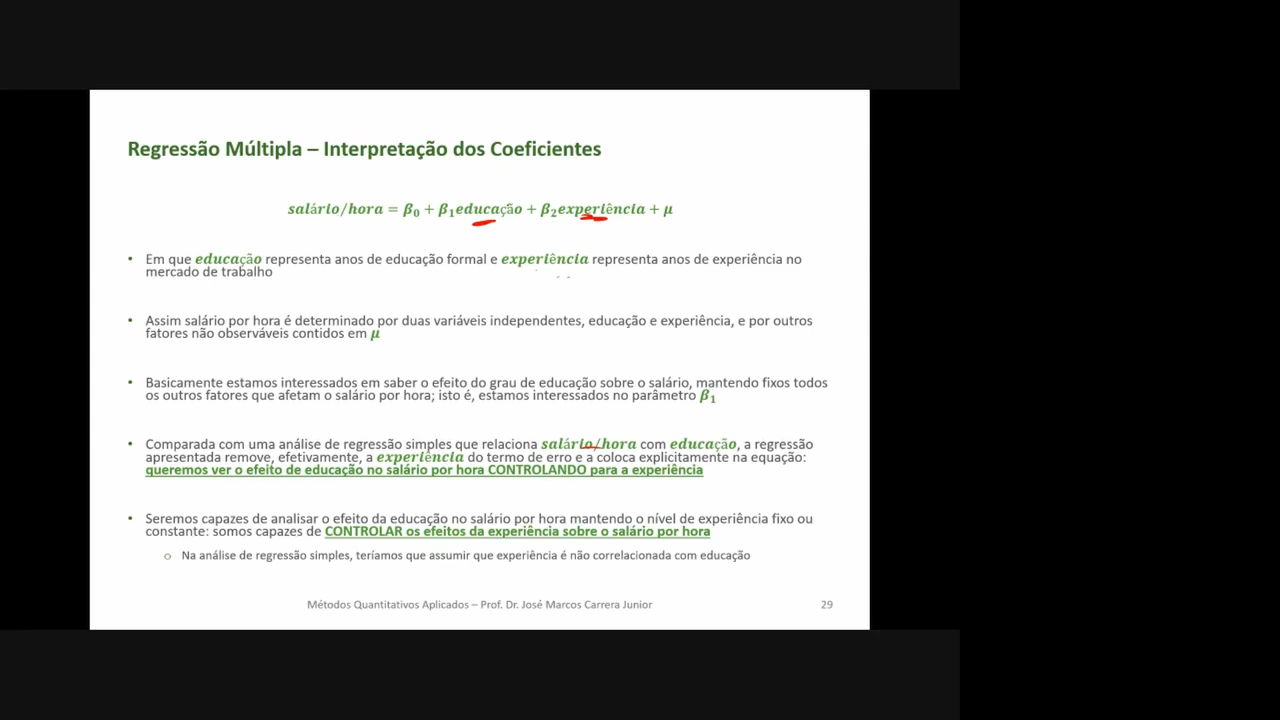 Regressão Múltipla – Interpretação dos Coeficientes
salário/hora = β₀ + β₁educação + β₂experiência + μ
• Em que educação representa anos de educação formal e experiência representa anos de experiência no
mercado de trabalho
• Assim salário por hora é determinado por duas variáveis independentes, educação e experiência, e por outros
fatores não observáveis contidos em μ
• Basicamente estamos interessados em saber o efeito do grau de educação sobre o salário, mantendo fixos todos
os outros fatores que afetam o salário por hora; isto é, estamos interessados no parâmetro β₁
• Comparada com uma análise de regressão simples que relaciona salário/hora com educação, a regressão
apresentada remove, efetivamente, a experiência do termo de erro e a coloca explicitamente na equação:
queremos ver o efeito de educação no salário por hora CONTROLANDO para a experiência
• Seremos capazes de analisar o efeito da educação no salário por hora mantendo o nível de experiência fixo ou
constante: somos capazes de CONTROLAR os efeitos da experiência sobre o salário por hora
o Na análise de regressão simples, teríamos que assumir que experiência é não correlacionada com educação
Métodos Quantitativos Aplicados – Prof. Dr. José Marcos Carrera Junior 29